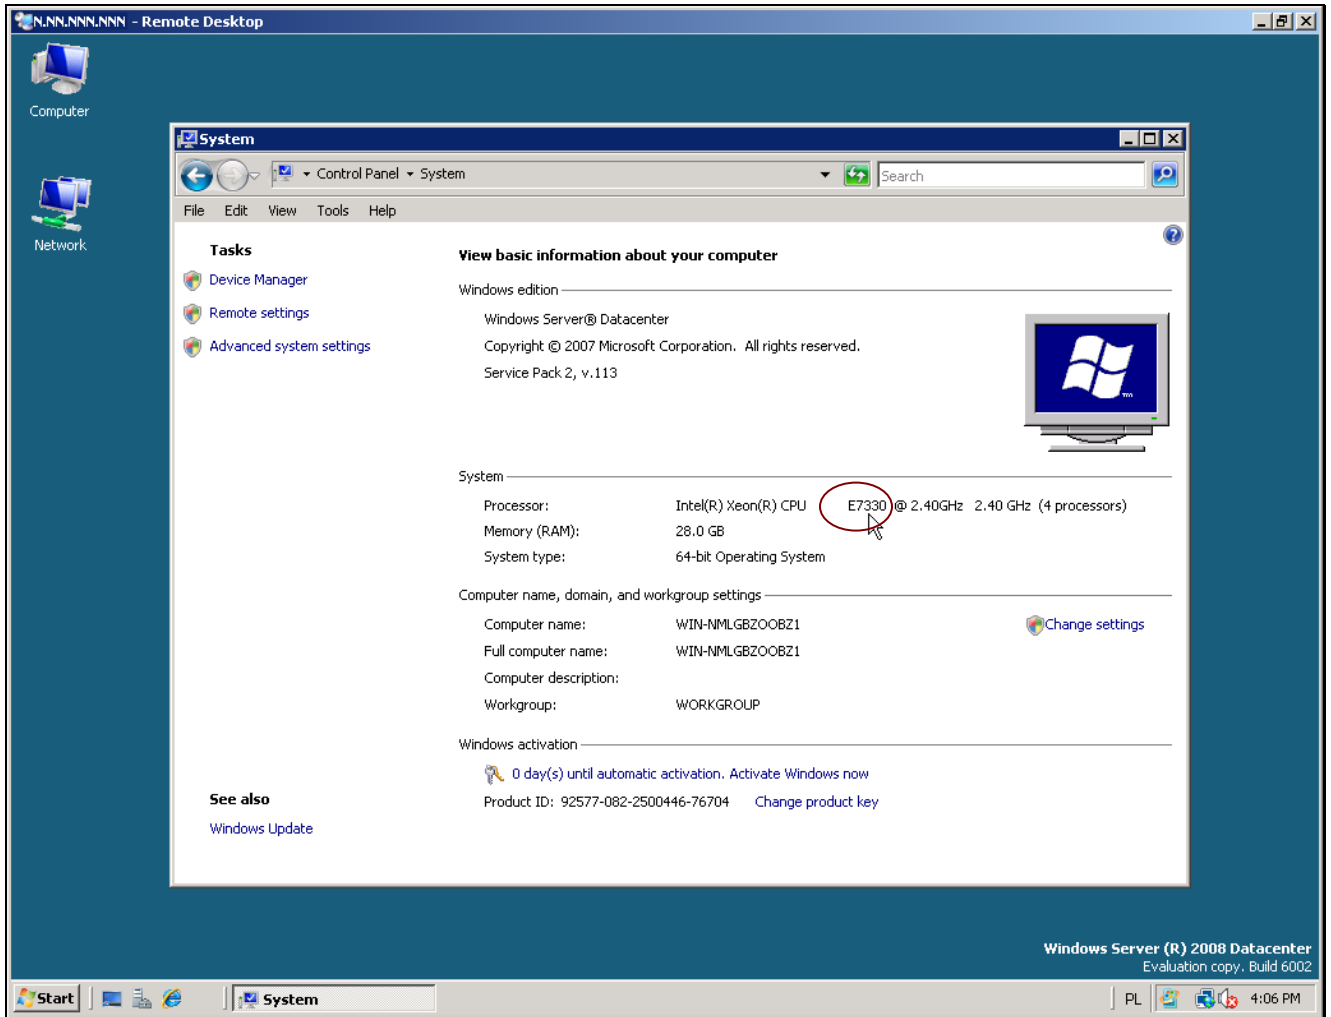 N.NN.NNN.NNN - Remote Desktop
Computer
Network
System
Control Panel System
Search
File Edit View Tools Help
Tasks
Device Manager
Remote settings
Advanced system settings
View basic information about your computer
Windows edition
Windows Server® Datacenter
Copyright © 2007 Microsoft Corporation. All rights reserved.
Service Pack 2, v.113
TM
System
Processor: Intel(R) Xeon(R) CPU E7330 @ 2.40GHz 2.40 GHz (4 processors)
Memory (RAM): 28.0 GB
System type: 64-bit Operating System
Computer name, domain, and workgroup settings
Computer name: WIN-NMLGBZOOBZ1
Change settings
Full computer name: WIN-NMLGBZOOBZ1
Computer description:
Workgroup: WORKGROUP
Windows activation
0 day(s) until automatic activation. Activate Windows now
Product ID: 92577-082-2500446-76704 Change product key
See also
Windows Update
Windows Server (R) 2008 Datacenter
Evaluation copy. Build 6002
Start
System
PL
4:06 PM